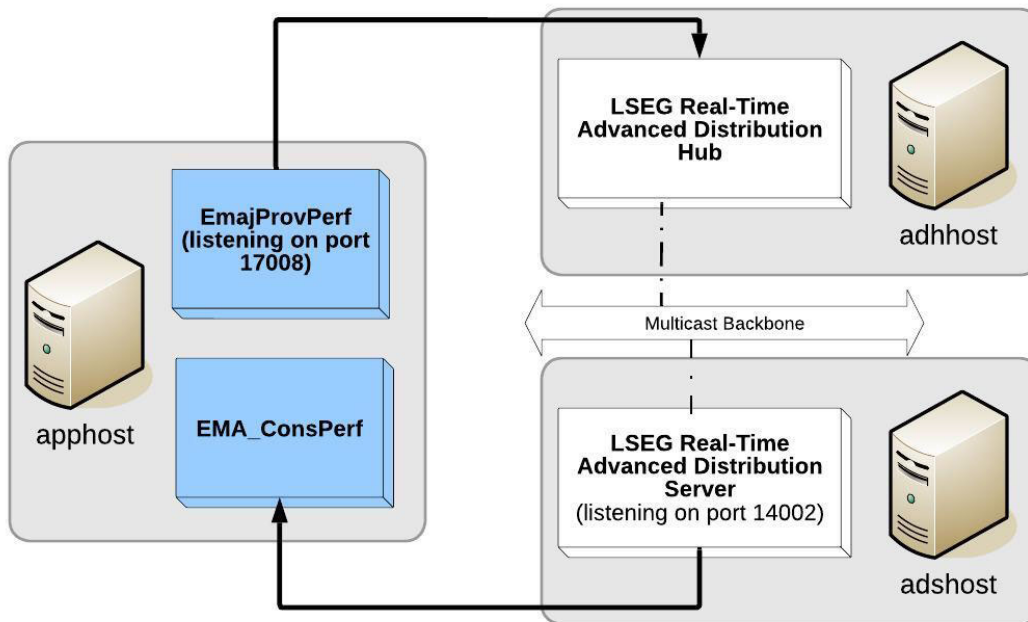 LSEG Real-Time
Advanced Distribution
Hub
adhhost
EmajProvPerf
(listening on port
17008)
apphost
EMA_ConsPerf
Multicast Backbone
LSEG Real-Time
Advanced Distribution
Server
(listening on port 14002)
adshost